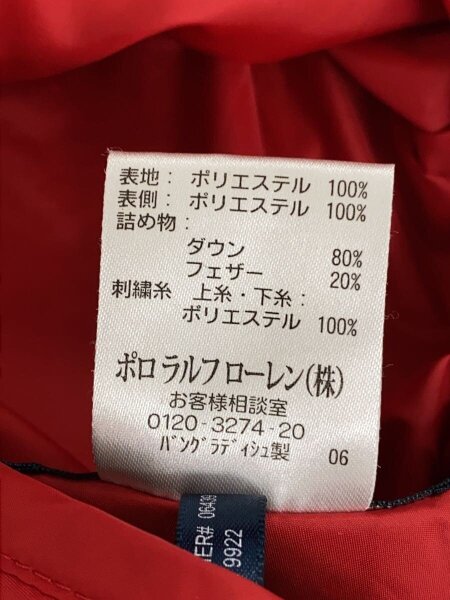 表地： ポリエステル 100%
表側： ポリエステル 100%
詰め物：
ダウン 80%
フェザー 20%
刺繍糸 上糸・下糸：
ポリエステル 100%
ポロ ラルフ ローレン(株)
お客様相談室
0120-3274-20
バングラディシュ製 06
GER# 06439
9922